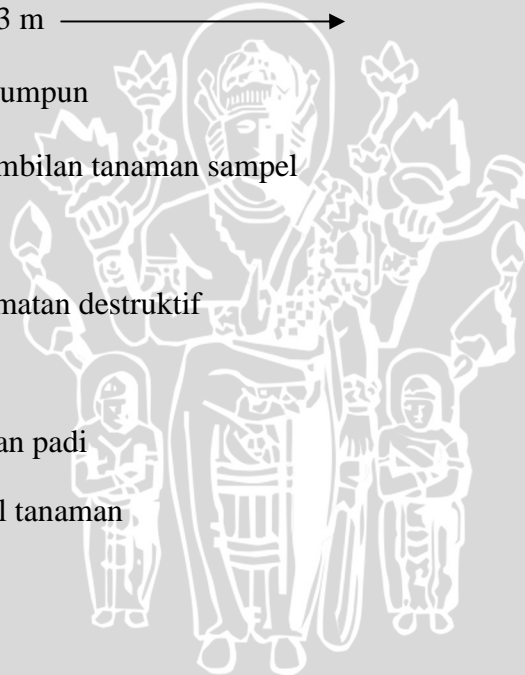 3 m
umpun
mbilan tanaman sampel
matan destruktif
an padi
l tanaman